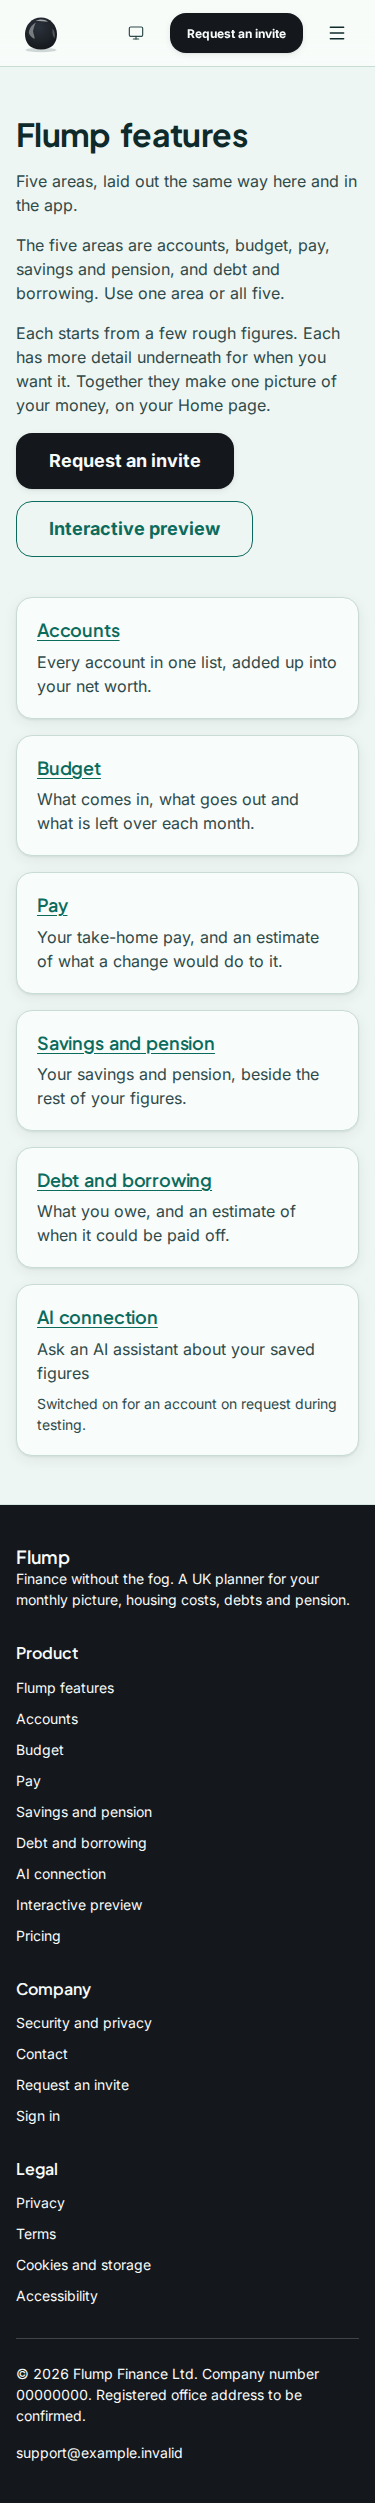 Request an invite
Flump features
Five areas, laid out the same way here and in
the app.
The five areas are accounts, budget, pay,
savings and pension, and debt and
borrowing. Use one area or all five.
Each starts from a few rough figures. Each
has more detail underneath for when you
want it. Together they make one picture of
your money, on your Home page.
Request an invite
Interactive preview
Accounts
Every account in one list, added up into
your net worth.
Budget
What comes in, what goes out and
what is left over each month.
Pay
Your take-home pay, and an estimate
of what a change would do to it.
Savings and pension
Your savings and pension, beside the
rest of your figures.
Debt and borrowing
What you owe, and an estimate of
when it could be paid off.
AI connection
Ask an AI assistant about your saved
figures
Switched on for an account on request during
testing.
Flump
Finance without the fog. A UK planner for your
monthly picture, housing costs, debts and pension.
Product
Flump features
Accounts
Budget
Pay
Savings and pension
Debt and borrowing
AI connection
Interactive preview
Pricing
Company
Security and privacy
Contact
Request an invite
Sign in
Legal
Privacy
Terms
Cookies and storage
Accessibility
© 2026 Flump Finance Ltd. Company number
00000000. Registered office address to be
confirmed.
support@example.invalid